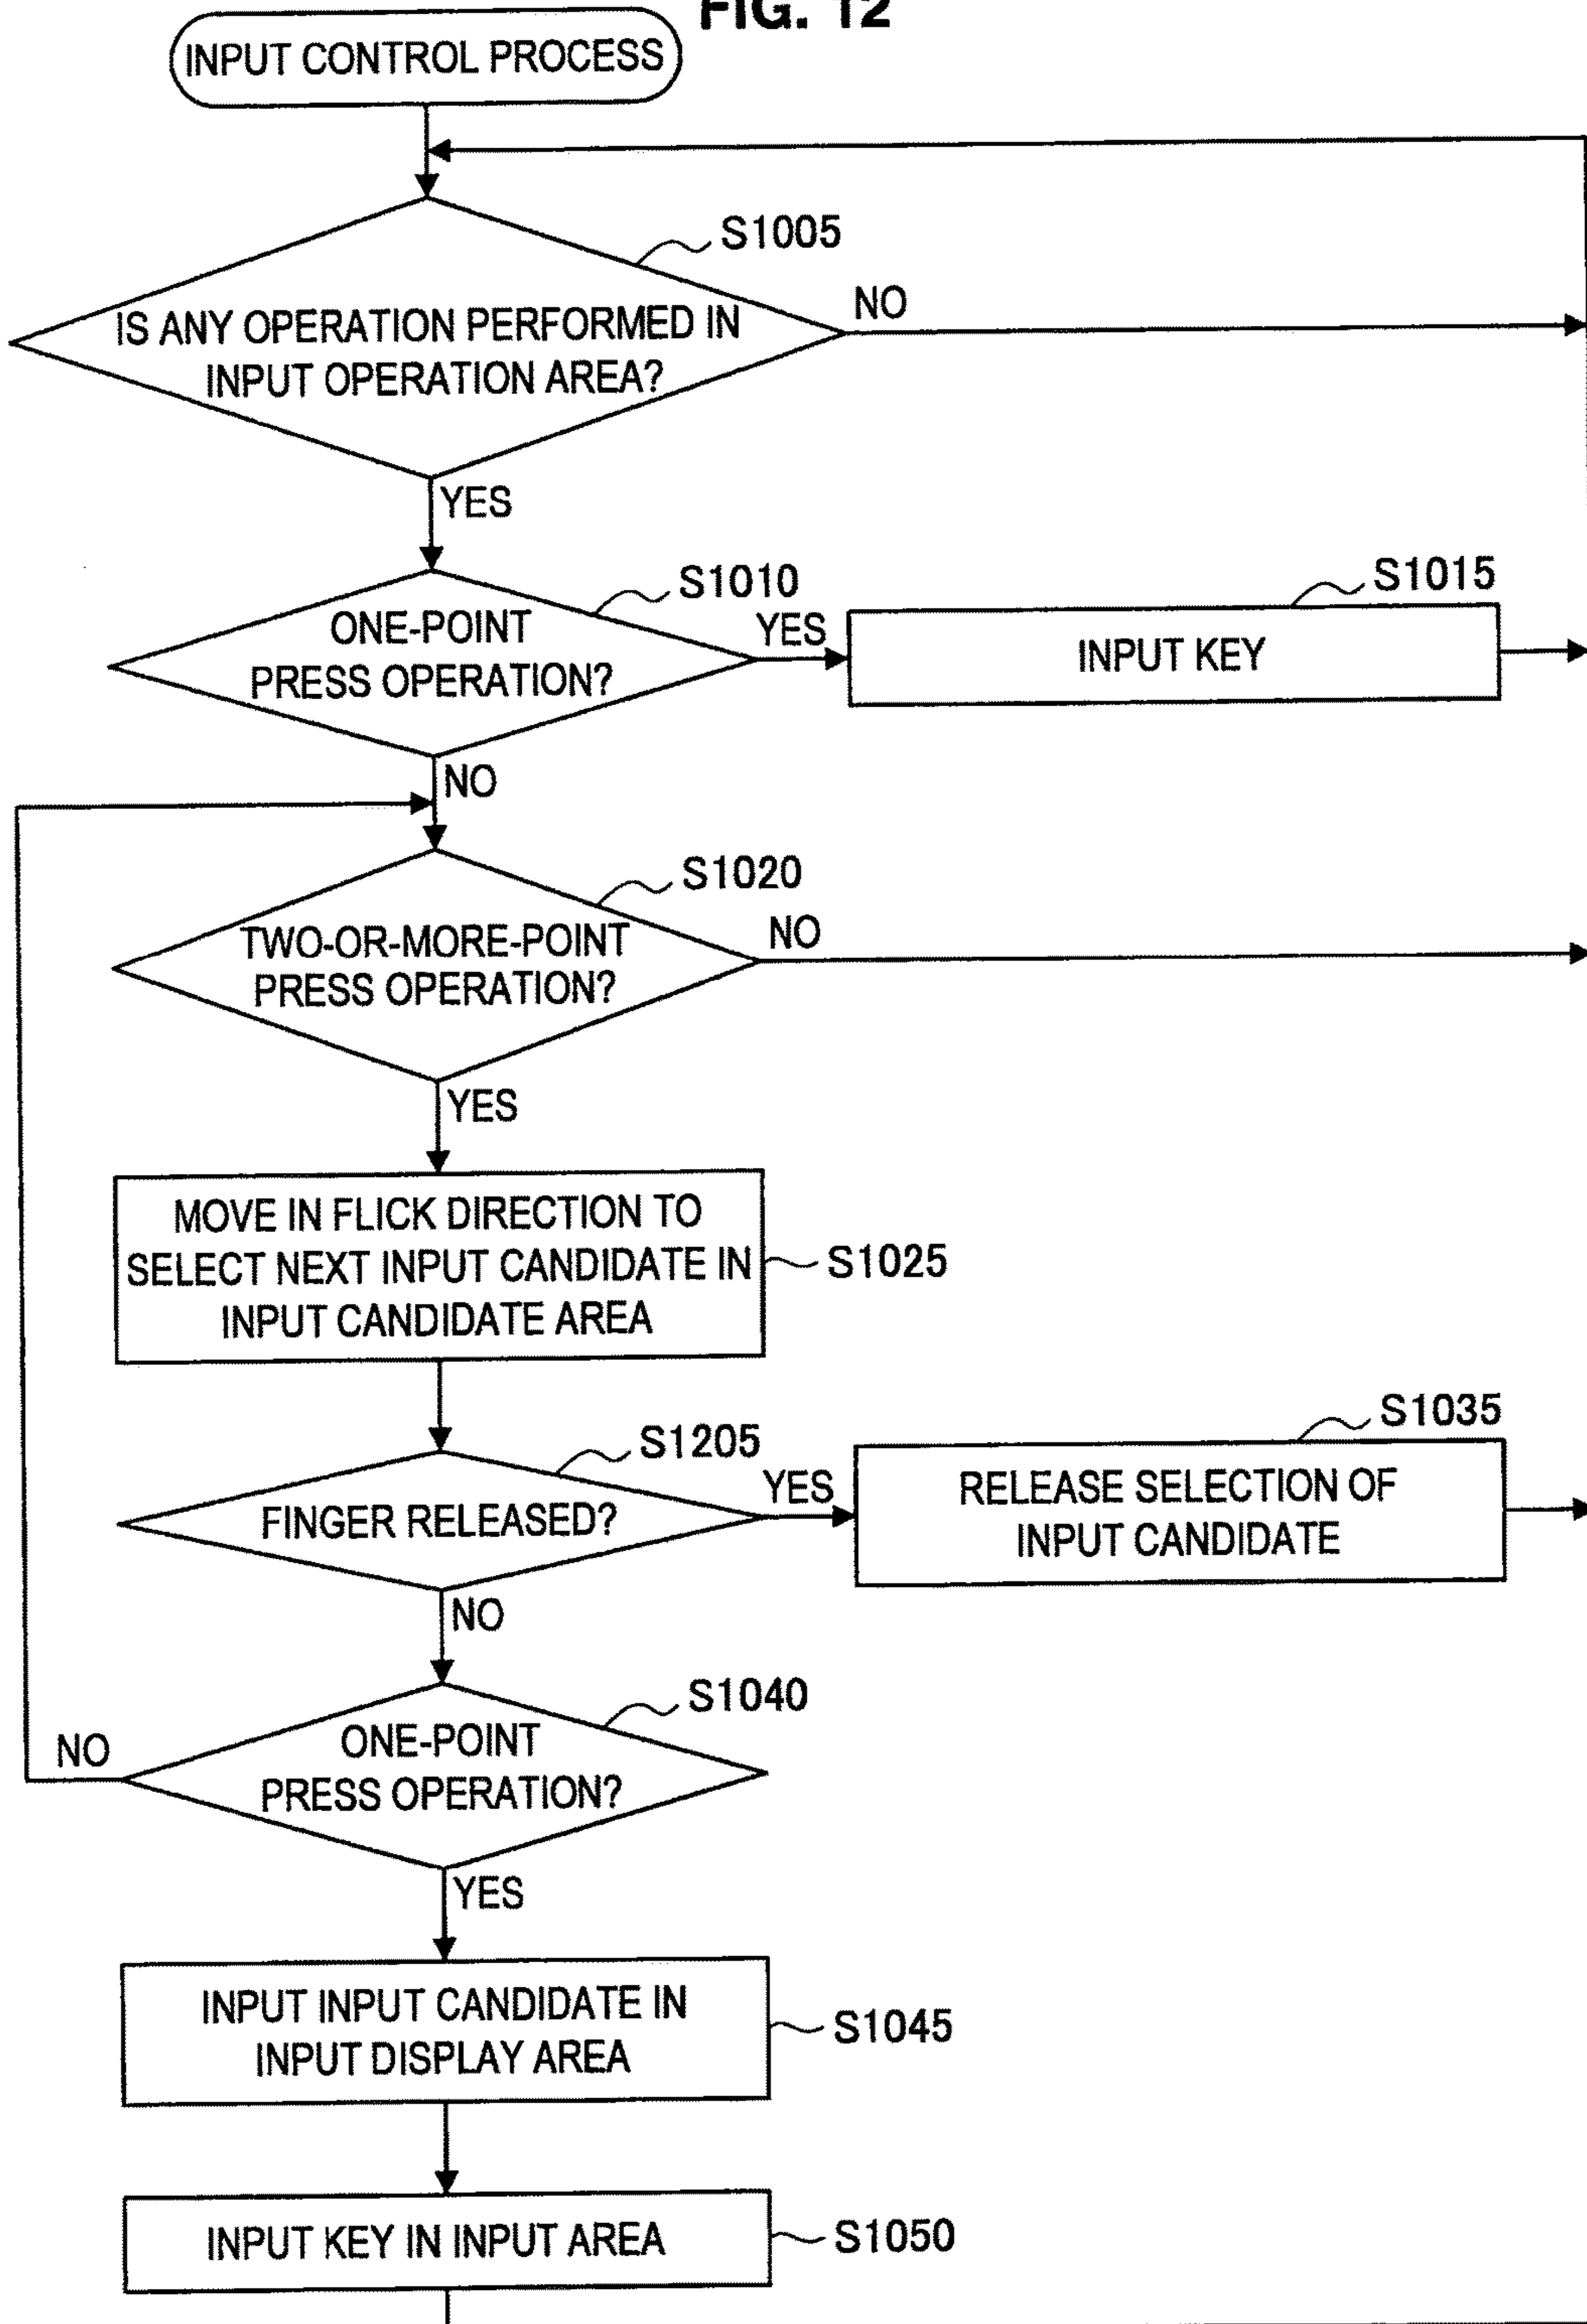 FIG. 12
INPUT CONTROL PROCESS
S1005
IS ANY OPERATION PERFORMED IN
INPUT OPERATION AREA?
NO
YES
S1010
ONE-POINT
PRESS OPERATION?
YES
S1015
INPUT KEY
NO
S1020
TWO-OR-MORE-POINT
PRESS OPERATION?
NO
YES
MOVE IN FLICK DIRECTION TO
SELECT NEXT INPUT CANDIDATE IN
INPUT CANDIDATE AREA
S1025
S1205
FINGER RELEASED?
YES
S1035
RELEASE SELECTION OF
INPUT CANDIDATE
NO
S1040
ONE-POINT
PRESS OPERATION?
NO
YES
INPUT INPUT CANDIDATE IN
INPUT DISPLAY AREA
S1045
INPUT KEY IN INPUT AREA
S1050